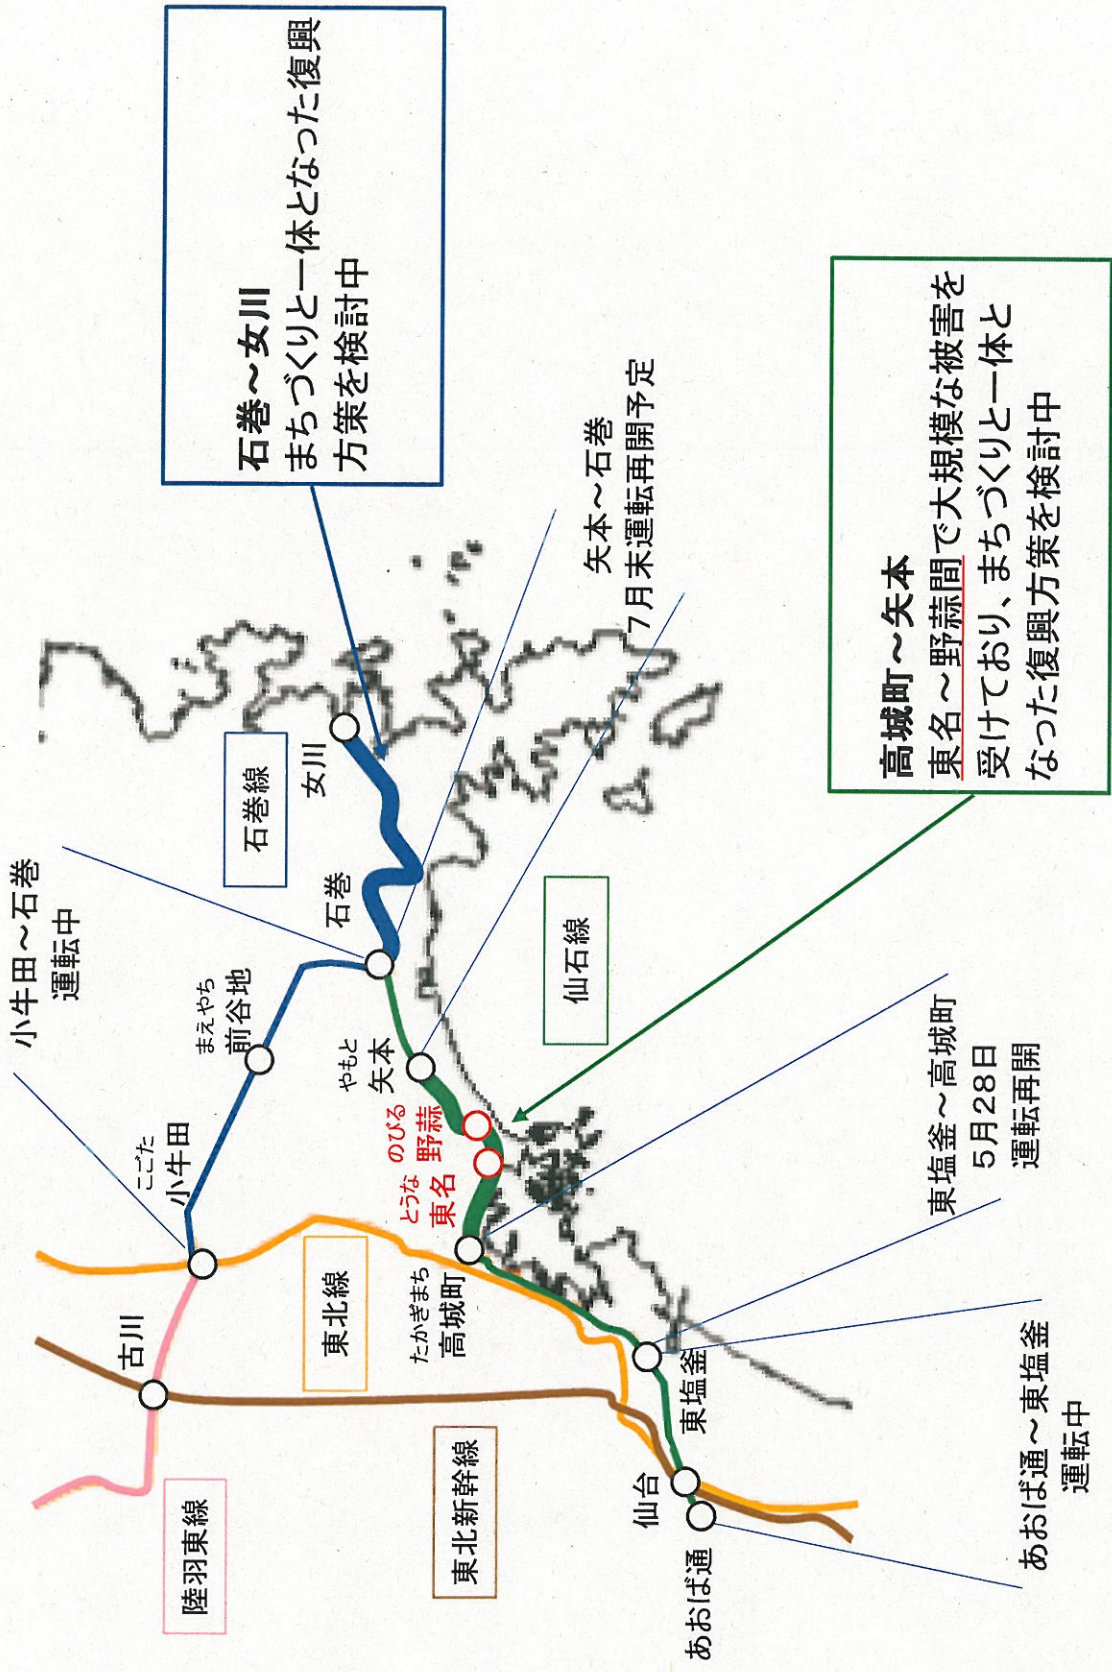 石巻～女川
まちづくりと一体となった復興
方策を検討中
小牛田～石巻
運転中
石巻線
女川
石巻
まえやち
前谷地
こごた
小牛田
古川
陸羽東線
東北線
東北新幹線
やもと
矢本
のびる
野蒜
とうな
東名
たかぎまち
高城町
仙石線
東塩釜
仙台
あおば通
矢本～石巻
7月末運転再開予定
高城町～矢本
東名～野蒜間で大規模な被害を
受けており、まちづくりと一体と
なった復興方策を検討中
東塩釜～高城町
5月28日
運転再開
あおば通～東塩釜
運転中